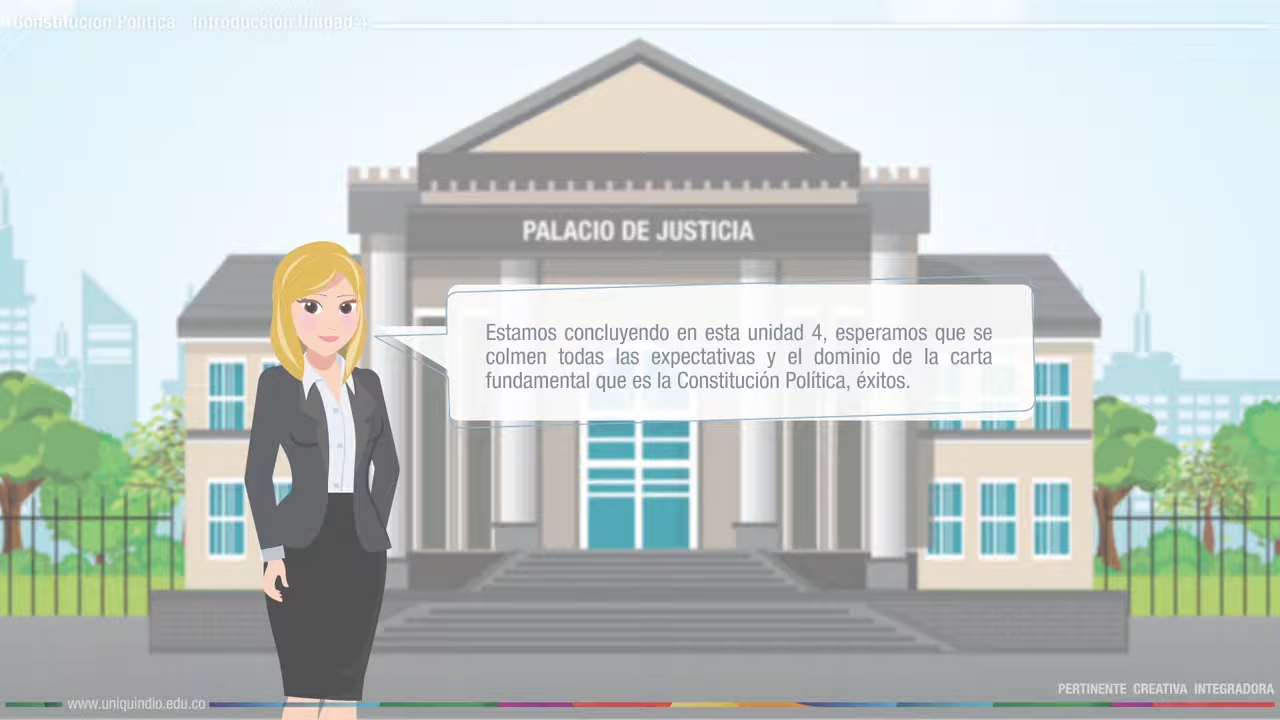 Constitución Política - Introducción Unidad 4
PALACIO DE JUSTICIA
Estamos concluyendo en esta unidad 4, esperamos que se
colmen todas las expectativas y el dominio de la carta
fundamental que es la Constitución Política, éxitos.
PERTINENTE CREATIVA INTEGRADORA
www.uniquindio.edu.co